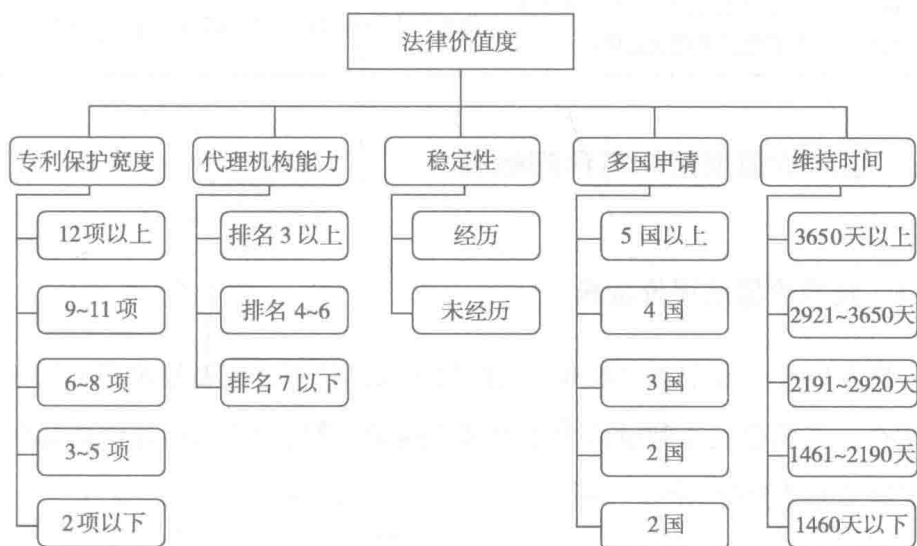 法律价值度
专利保护宽度
代理机构能力
稳定性
多国申请
维持时间
12项以上
排名3以上
经历
5国以上
3650天以上
9~11项
排名4~6
未经历
4国
2921~3650天
6~8项
排名7以下
3国
2191~2920天
3~5项
2国
1461~2190天
2项以下
2国
1460天以下